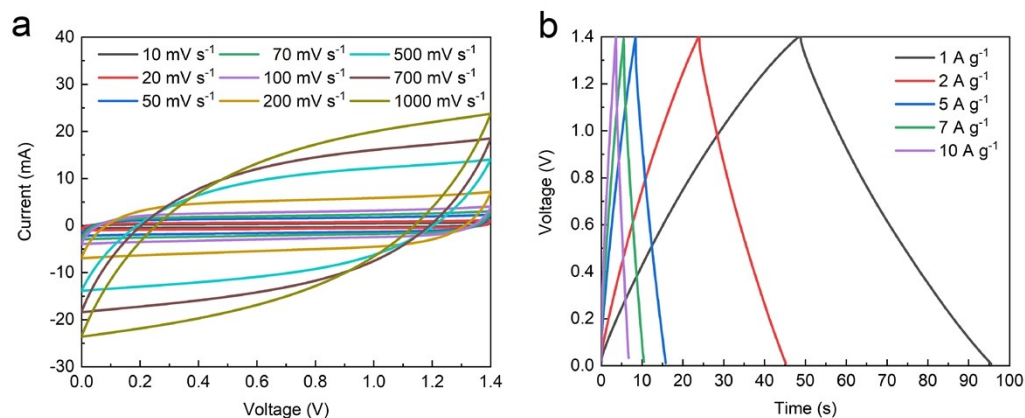 a
40
30
20
10
0
-10
-20
-30
Current (mA)
10 mV s⁻¹ 70 mV s⁻¹ 500 mV s⁻¹
20 mV s⁻¹ 100 mV s⁻¹ 700 mV s⁻¹
50 mV s⁻¹ 200 mV s⁻¹ 1000 mV s⁻¹
0.0 0.2 0.4 0.6 0.8 1.0 1.2 1.4
Voltage (V)
b
1.4
1.2
1.0
0.8
0.6
0.4
0.2
0.0
Voltage (V)
1 A g⁻¹
2 A g⁻¹
5 A g⁻¹
7 A g⁻¹
10 A g⁻¹
0 10 20 30 40 50 60 70 80 90 100
Time (s)